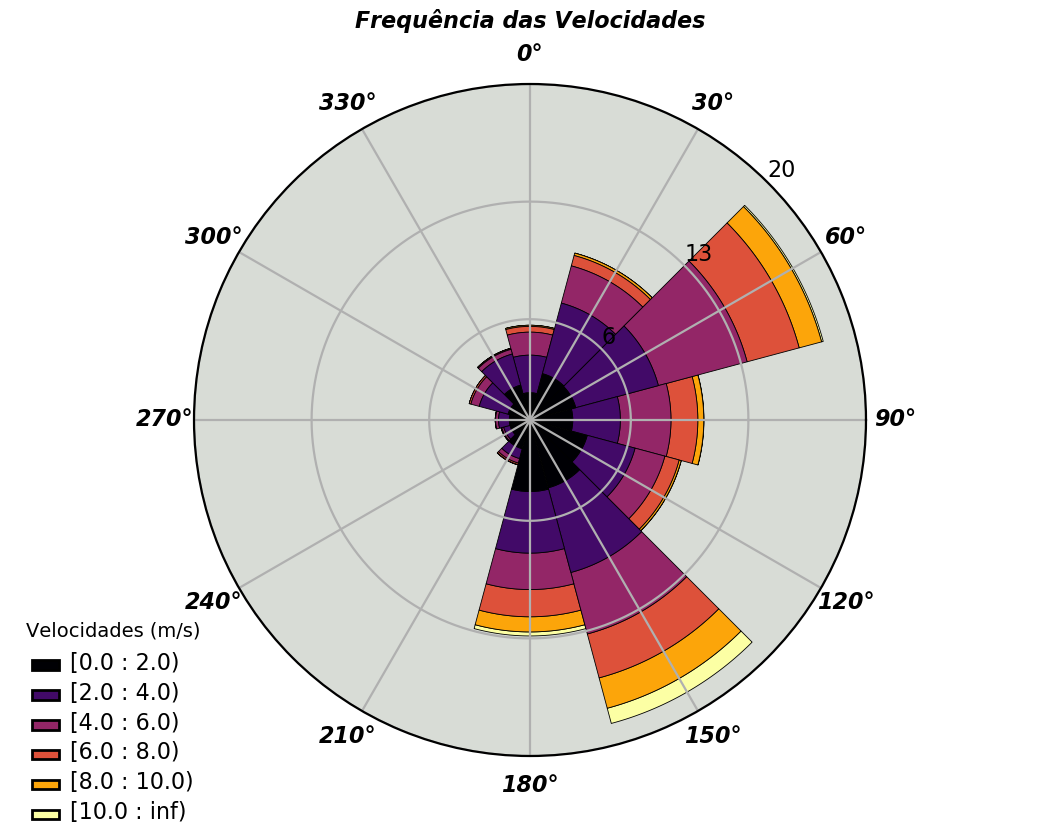 Frequência das Velocidades
0°
330°
30°
20
300°
60°
13
6
270°
90°
240°
120°
210°
150°
180°
Velocidades (m/s)
[0.0 : 2.0)
[2.0 : 4.0)
[4.0 : 6.0)
[6.0 : 8.0)
[8.0 : 10.0)
[10.0 : inf)